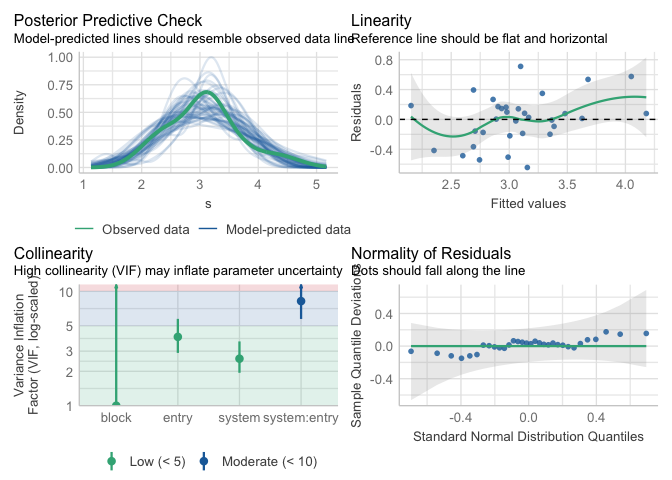 Posterior Predictive Check
Model-predicted lines should resemble observed data line
Density
1.00
0.75
0.50
0.25
0.00
1
2
3
4
5
s
Observed data
Model-predicted data
Linearity
Reference line should be flat and horizontal
Residuals
0.8
0.4
0.0
-0.4
2.5
3.0
3.5
4.0
Fitted values
Collinearity
High collinearity (VIF) may inflate parameter uncertainty
Variance Inflation
Factor (VIF, log-scaled)
10
5
3
2
1
block
entry
system
system:entry
Low (< 5)
Moderate (< 10)
Normality of Residuals
Dots should fall along the line
Sample Quantile Deviations
0.4
0.0
-0.4
-0.4
0.0
0.4
Standard Normal Distribution Quantiles